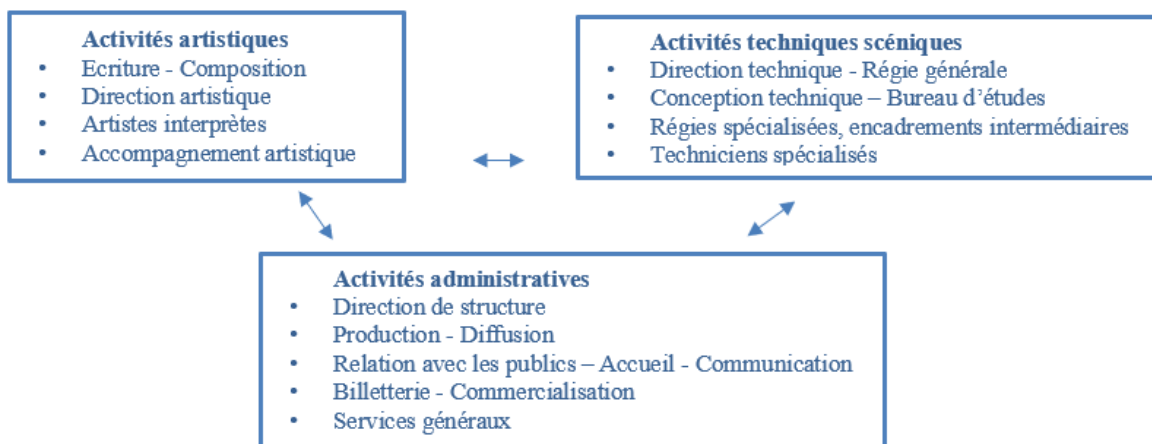 Activités artistiques
• Ecriture - Composition
• Direction artistique
• Artistes interprètes
• Accompagnement artistique
Activités techniques scéniques
• Direction technique - Régie générale
• Conception technique – Bureau d’études
• Régies spécialisées, encadrements intermédiaires
• Techniciens spécialisés
Activités administratives
• Direction de structure
• Production - Diffusion
• Relation avec les publics – Accueil - Communication
• Billetterie - Commercialisation
• Services généraux